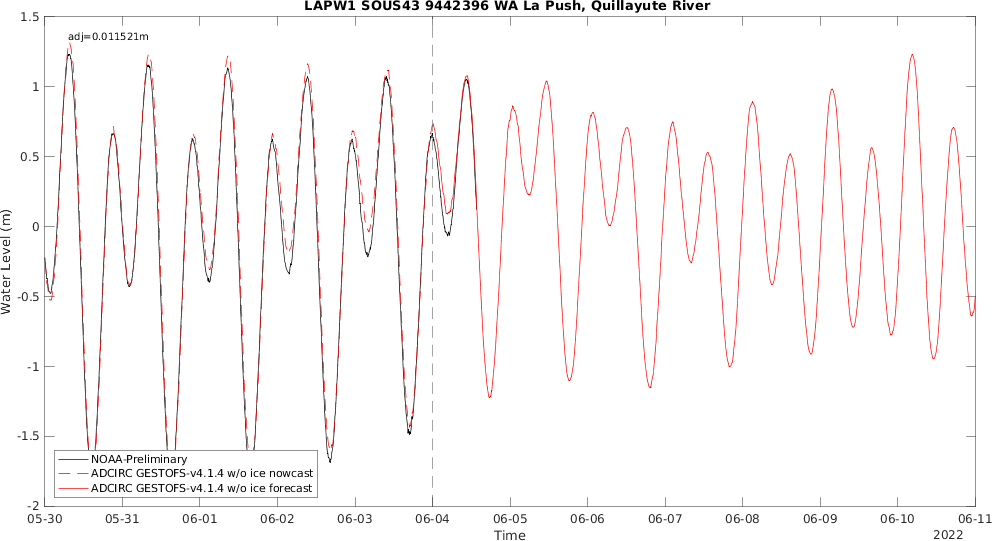 LAPW1 SOUS43 9442396 WA La Push, Quillayute River
adj=0.011521m
Water Level (m)
1.5
1
0.5
0
-0.5
-1
-1.5
-2
NOAA-Preliminary
ADCIRC GESTOFS-v4.1.4 w/o ice nowcast
ADCIRC GESTOFS-v4.1.4 w/o ice forecast
05-30 05-31 06-01 06-02 06-03 06-04 06-05 06-06 06-07 06-08 06-09 06-10 06-11
Time
2022